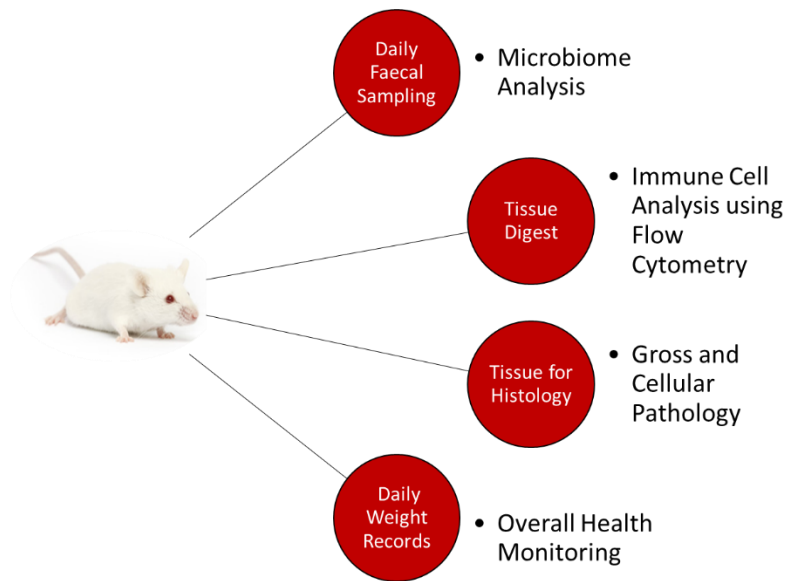 Daily
Faecal
Sampling
• Microbiome
Analysis
Tissue
Digest
• Immune Cell
Analysis using
Flow
Cytometry
Tissue for
Histology
• Gross and
Cellular
Pathology
Daily
Weight
Records
• Overall Health
Monitoring